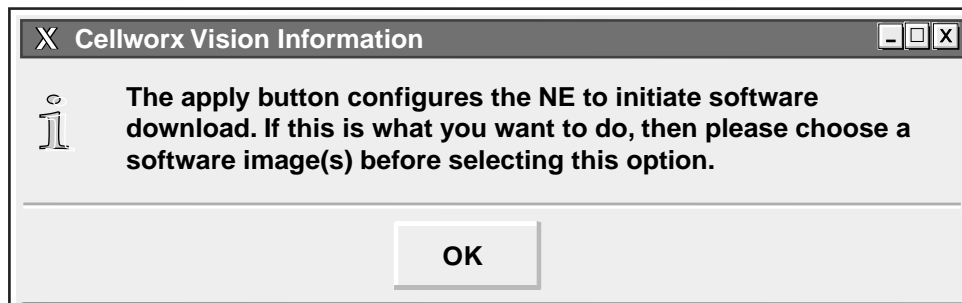 X Cellworx Vision Information
The apply button configures the NE to initiate software
download. If this is what you want to do, then please choose a
software image(s) before selecting this option.
OK